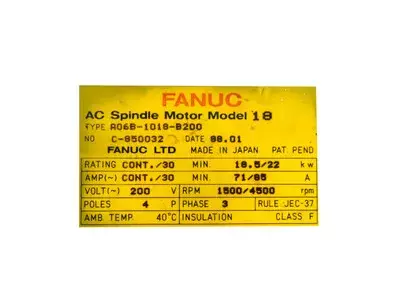 FANUC
AC Spindle Motor Model 18
TYPE A06B-1018-B200
NO C-850032 DATE 88.01
FANUC LTD MADE IN JAPAN PAT PEND
RATING CONT./30 MIN. 18.5/22 kw
AMP(~) CONT./30 MIN. 71/85 A
VOLT(~) 200 V RPM 1500/4500 rpm
POLES 4 P PHASE 3 RULE JEC-37
AMB. TEMP. 40°C INSULATION CLASS F